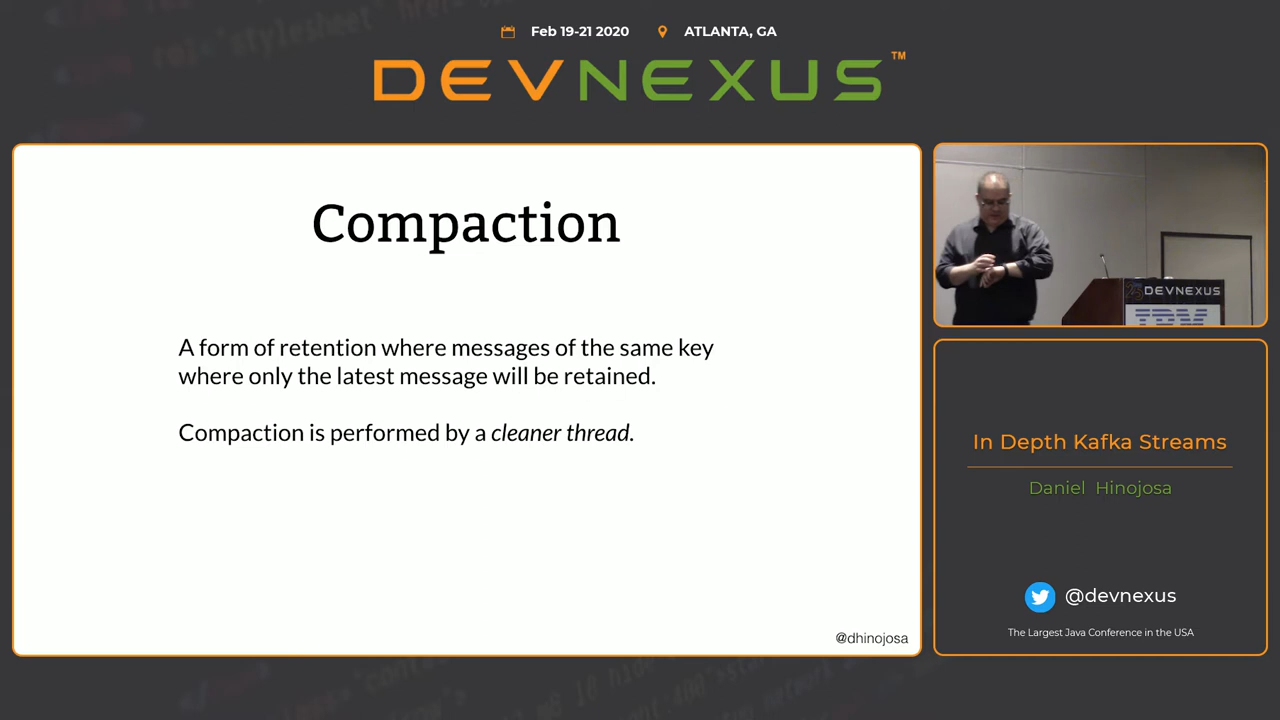 Feb 19-21 2020 ATLANTA, GA
DEVNEXUS™
Compaction
A form of retention where messages of the same key
where only the latest message will be retained.
Compaction is performed by a cleaner thread.
@dhinojosa
DEVNEXUS
IBM
In Depth Kafka Streams
Daniel Hinojosa
@devnexus
The Largest Java Conference in the USA